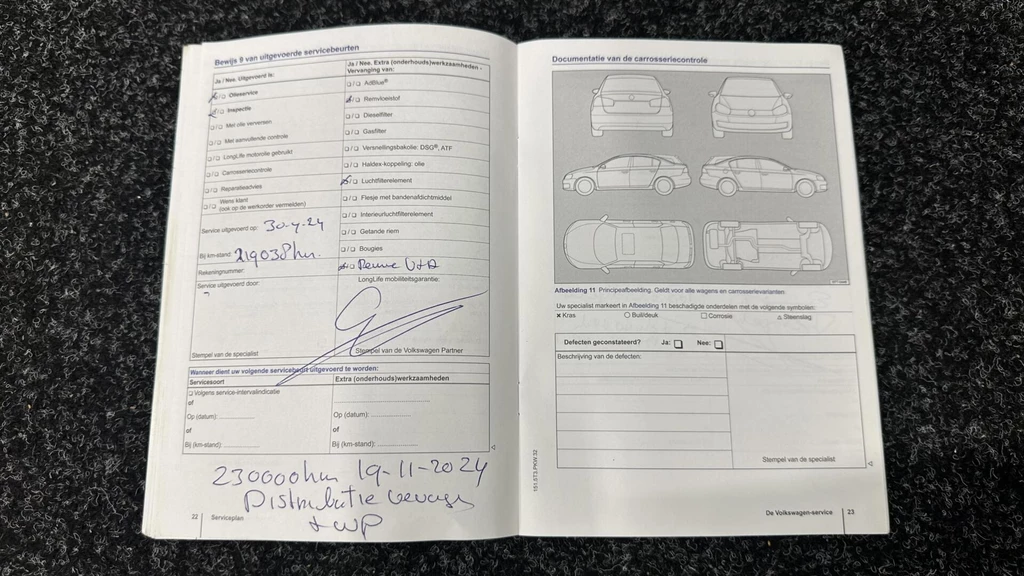 Bewijs 9 van uitgevoerde servicebeurten
Ja / Nee. Uitgevoerd is:
❑/❑ Olieservice
❑/❑ Inspectie
❑/❑ Met olie verversen
❑/❑ Met aanvullende controle
❑/❑ LongLife motorolie gebruikt
❑/❑ Carrosseriecontrole
❑/❑ Reparatieadvies
❑/❑ Wens klant
(ook op de werkorder vermelden)
Service uitgevoerd op: 30-4-24
Bij km-stand: 219038km.
Rekeningnummer:
Service uitgevoerd door:
Stempel van de specialist
Ja / Nee. Extra (onderhouds)werkzaamheden -
Vervanging van:
❑/❑ AdBlue®
❑/❑ Remvloeistof
❑/❑ Dieselfilter
❑/❑ Gasfilter
❑/❑ Versnellingsbakolie: DSG®, ATF
❑/❑ Haldex-koppeling: olie
❑/❑ Luchtfilterelement
❑/❑ Flesje met bandenafdichtmiddel
❑/❑ Interieurluchtfilterelement
❑/❑ Getande riem
❑/❑ Bougies
❑/❑ Remme V+A
LongLife mobiliteitsgarantie:
Stempel van de Volkswagen Partner
Wanneer dient uw volgende servicebeurt uitgevoerd te worden:
Servicesoort
❑ Volgens service-intervalindicatie
of
Op (datum):
of
Bij (km-stand):
Extra (onderhouds)werkzaamheden
Op (datum):
of
Bij (km-stand):
230000km 19-11-2024
Distributie
+ WP
22 | Serviceplan
Documentatie van de carrosseriecontrole
Afbeelding 11 Principeafbeelding. Geldt voor alle wagens en carrosserievarianten.
Uw specialist markeert in Afbeelding 11 beschadigde onderdelen met de volgende symbolen:
× Kras ○ Buil/deuk □ Corrosie △ Steenslag
Defecten geconstateerd? Ja: ❑ Nee: ❑
Beschrijving van de defecten:
Stempel van de specialist
151.5T3.PKW.32
De Volkswagen-service | 23